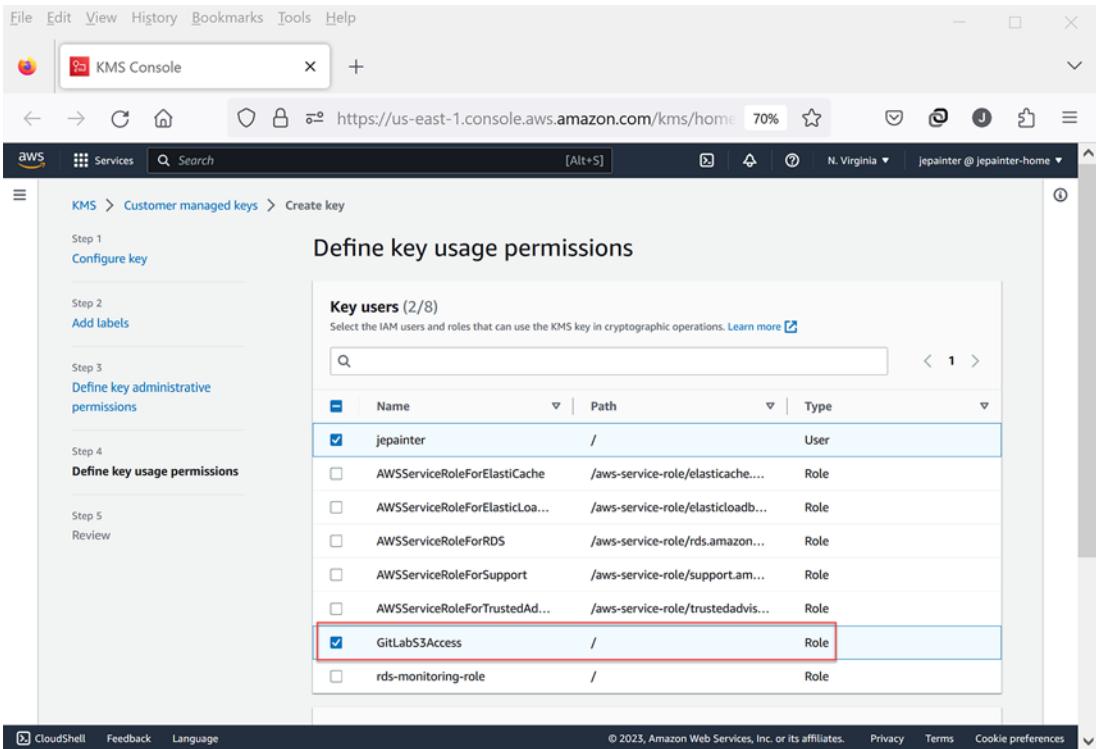 File Edit View History Bookmarks Tools Help
KMS Console
https://us-east-1.console.aws.amazon.com/kms/home 70% J
aws Services Search [Alt+S] N. Virginia jepainter @ jepainter-home
KMS > Customer managed keys > Create key
Step 1
Configure key
Step 2
Add labels
Step 3
Define key administrative
permissions
Step 4
Define key usage permissions
Step 5
Review
Define key usage permissions
Key users (2/8)
Select the IAM users and roles that can use the KMS key in cryptographic operations. Learn more
1
Name Path Type
jepainter / User
AWSServiceRoleForElastiCache /aws-service-role/elasticache.... Role
AWSServiceRoleForElasticLoa... /aws-service-role/elasticloadb... Role
AWSServiceRoleForRDS /aws-service-role/rds.amazon... Role
AWSServiceRoleForSupport /aws-service-role/support.am... Role
AWSServiceRoleForTrustedAd... /aws-service-role/trustedadvis... Role
GitLabS3Access / Role
rds-monitoring-role / Role
CloudShell Feedback Language © 2023, Amazon Web Services, Inc. or its affiliates. Privacy Terms Cookie preferences